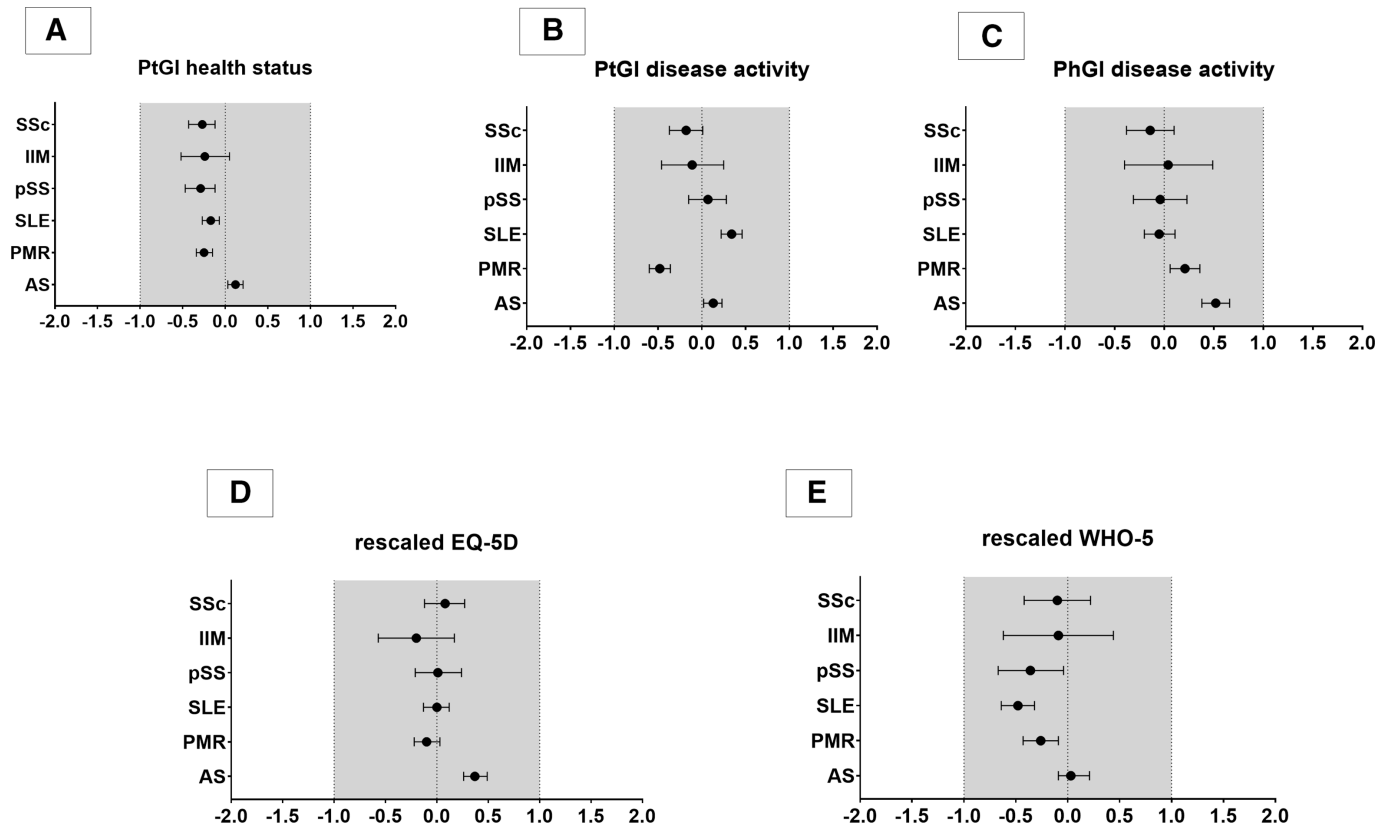 A
PtGI health status
SSc
IIM
pSS
SLE
PMR
AS
-2.0 -1.5 -1.0 -0.5 0.0 0.5 1.0 1.5 2.0
B
PtGI disease activity
SSc
IIM
pSS
SLE
PMR
AS
-2.0 -1.5 -1.0 -0.5 0.0 0.5 1.0 1.5 2.0
C
PhGI disease activity
SSc
IIM
pSS
SLE
PMR
AS
-2.0 -1.5 -1.0 -0.5 0.0 0.5 1.0 1.5 2.0
D
rescaled EQ-5D
SSc
IIM
pSS
SLE
PMR
AS
-2.0 -1.5 -1.0 -0.5 0.0 0.5 1.0 1.5 2.0
E
rescaled WHO-5
SSc
IIM
pSS
SLE
PMR
AS
-2.0 -1.5 -1.0 -0.5 0.0 0.5 1.0 1.5 2.0